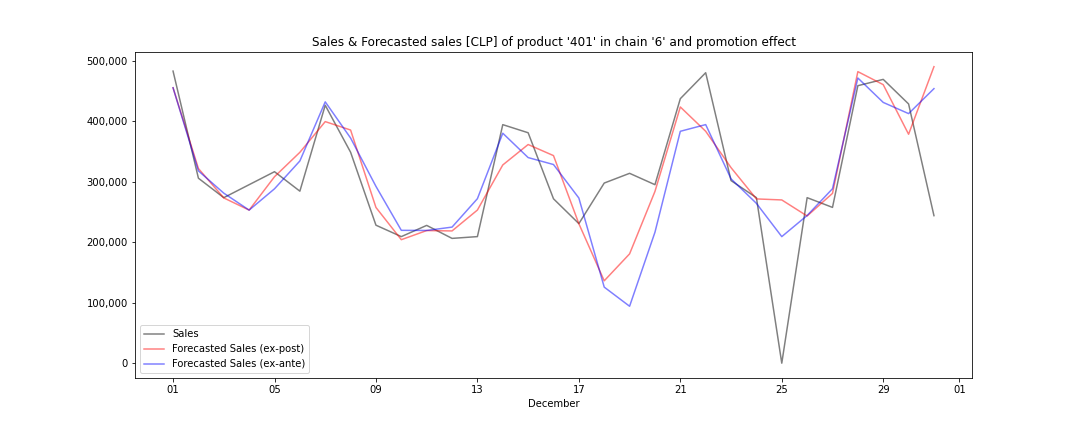 Sales & Forecasted sales [CLP] of product '401' in chain '6' and promotion effect
500,000
400,000
300,000
200,000
100,000
0
Sales
Forecasted Sales (ex-post)
Forecasted Sales (ex-ante)
01 05 09 13 17 21 25 29 01
December